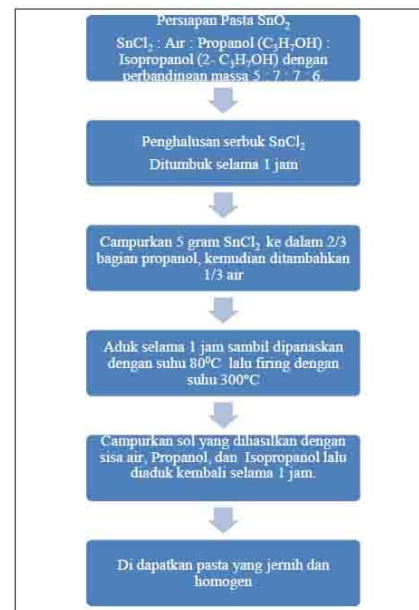 Persiapan Pasta SnO₂
SnCl₂ : Air : Propanol (C₃H₇OH) :
Isopropanol (2- C₃H₇OH) dengan
perbandingan massa 5 : 7 : 7 : 6.
Penghalusan serbuk SnCl₂
Ditumbuk selama 1 jam
Campurkan 5 gram SnCl₂ ke dalam 2/3
bagian propanol, kemudian ditambahkan
1/3 air
Aduk selama 1 jam sambil dipanaskan
dengan suhu 80⁰C lalu firing dengan
suhu 300°C
Campurkan sol yang dihasilkan dengan
sisa air, Propanol, dan Isopropanol lalu
diaduk kembali selama 1 jam.
Di dapatkan pasta yang jernih dan
homogen